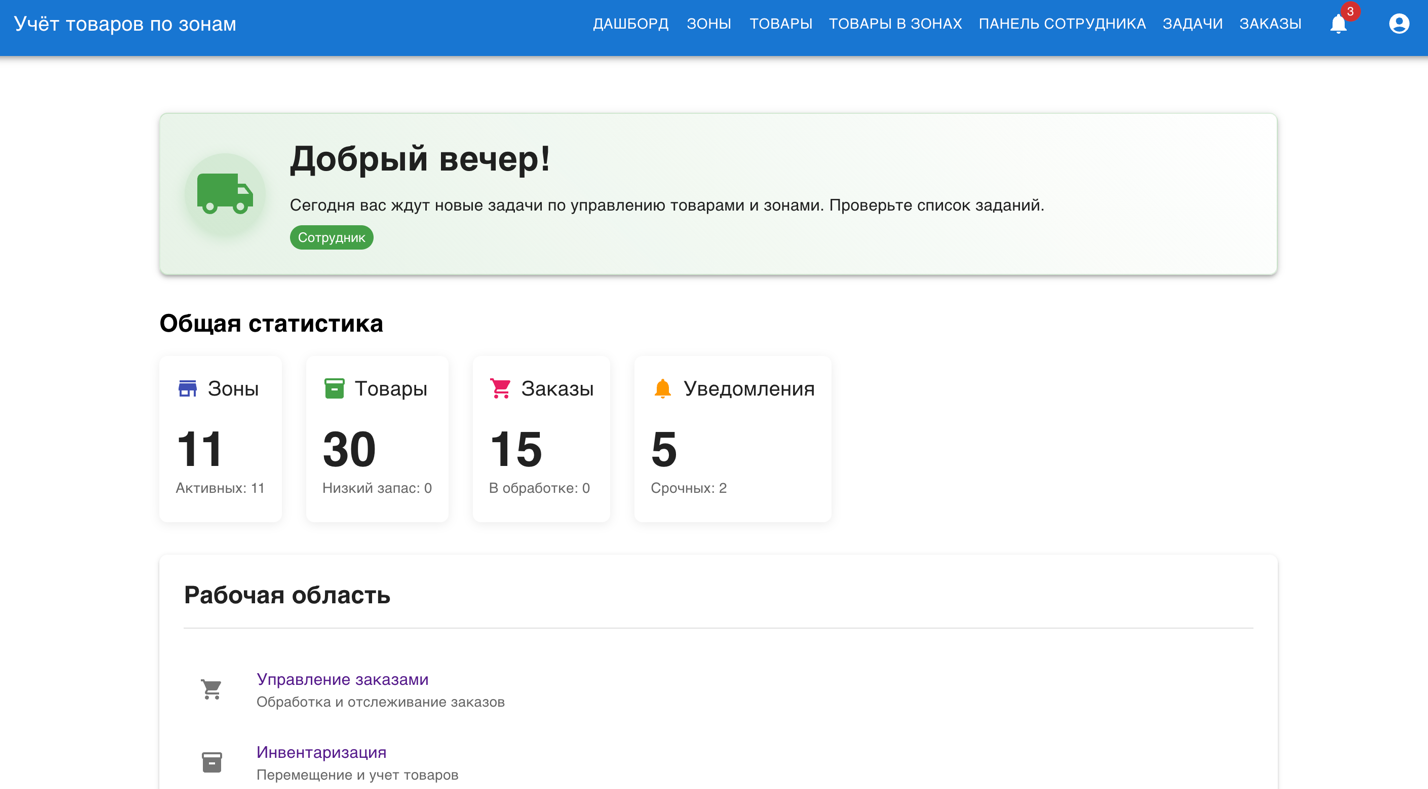 Учёт товаров по зонам
ДАШБОРД ЗОНЫ ТОВАРЫ ТОВАРЫ В ЗОНАХ ПАНЕЛЬ СОТРУДНИКА ЗАДАЧИ ЗАКАЗЫ 3
Добрый вечер!
Сегодня вас ждут новые задачи по управлению товарами и зонами. Проверьте список заданий.
Сотрудник
Общая статистика
Зоны
11
Активных: 11
Товары
30
Низкий запас: 0
Заказы
15
В обработке: 0
Уведомления
5
Срочных: 2
Рабочая область
Управление заказами
Обработка и отслеживание заказов
Инвентаризация
Перемещение и учет товаров